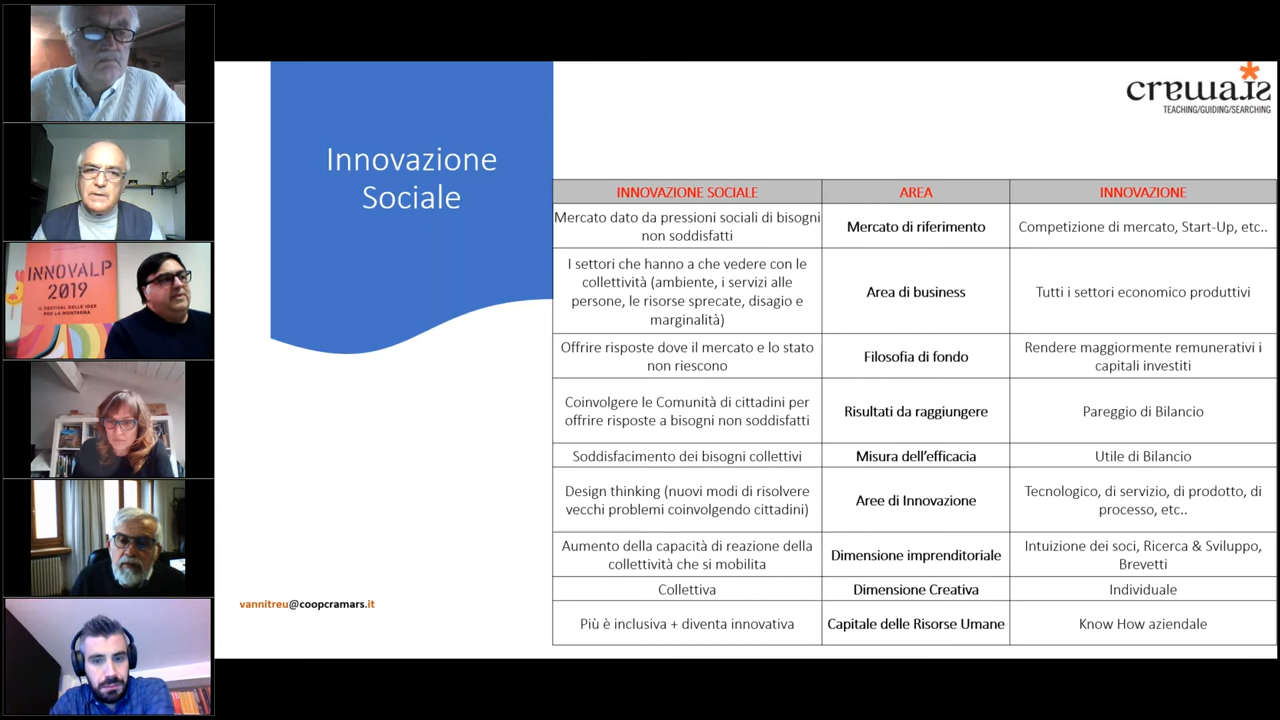 INNOVALP
2019
IL FESTIVAL DELLE IDEE
PER LA MONTAGNA
Innovazione
Sociale
vannitreu@coopcramars.it
cramars
TEACHING/GUIDING/SEARCHING
INNOVAZIONE SOCIALE AREA INNOVAZIONE
Mercato dato da pressioni sociali di bisogni
non soddisfatti
Mercato di riferimento
Competizione di mercato, Start-Up, etc..
I settori che hanno a che vedere con le
collettività (ambiente, i servizi alle
persone, le risorse sprecate, disagio e
marginalità)
Area di business
Tutti i settori economico produttivi
Offrire risposte dove il mercato e lo stato
non riescono
Filosofia di fondo
Rendere maggiormente remunerativi i
capitali investiti
Coinvolgere le Comunità di cittadini per
offrire risposte a bisogni non soddisfatti
Risultati da raggiungere
Pareggio di Bilancio
Soddisfacimento dei bisogni collettivi
Misura dell'efficacia
Utile di Bilancio
Design thinking (nuovi modi di risolvere
vecchi problemi coinvolgendo cittadini)
Aree di Innovazione
Tecnologico, di servizio, di prodotto, di
processo, etc..
Aumento della capacità di reazione della
collettività che si mobilita
Dimensione imprenditoriale
Intuizione dei soci, Ricerca & Sviluppo,
Brevetti
Collettiva
Dimensione Creativa
Individuale
Più è inclusiva + diventa innovativa
Capitale delle Risorse Umane
Know How aziendale